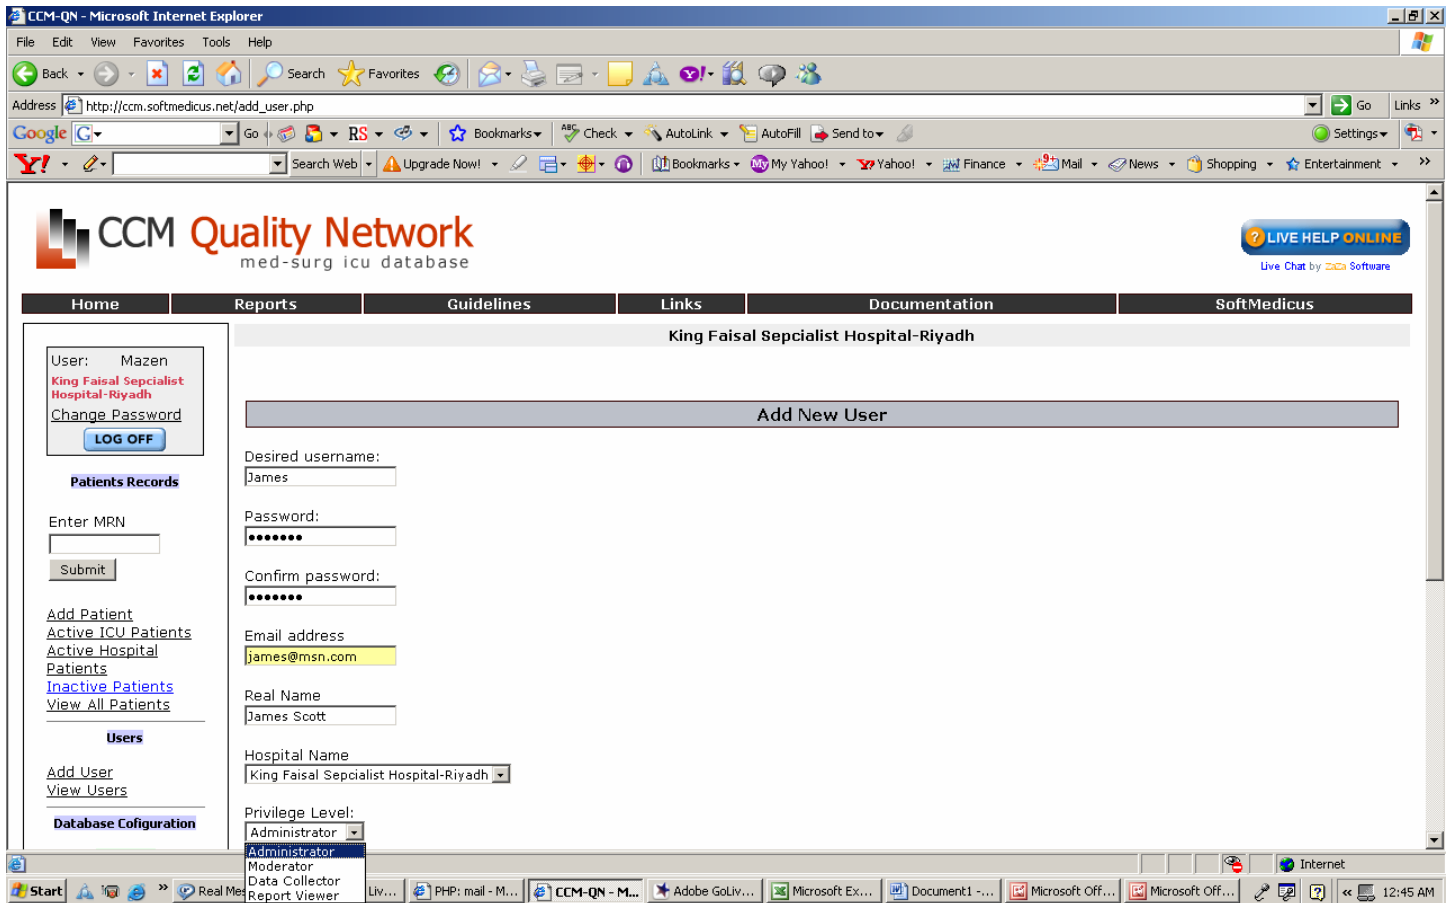 CCM-QN - Microsoft Internet Explorer
File Edit View Favorites Tools Help
Back Search Favorites
Address http://ccm.softmedicus.net/add_user.php Go Links »
Google G Go RS Bookmarks ABC Check AutoLink AutoFill Send to Settings
Y! Search Web Upgrade Now! Bookmarks My Yahoo! Yahoo! Finance 9+ Mail News Shopping Entertainment »
CCM Quality Network
med-surg icu database
? LIVE HELP ONLINE
Live Chat by ZaZa Software
Home Reports Guidelines Links Documentation SoftMedicus
King Faisal Sepcialist Hospital-Riyadh
User: Mazen
King Faisal Sepcialist
Hospital-Riyadh
Change Password
LOG OFF
Patients Records
Enter MRN
Submit
Add Patient
Active ICU Patients
Active Hospital
Patients
Inactive Patients
View All Patients
Users
Add User
View Users
Database Cofiguration
Add New User
Desired username:
James
Password:
•••••••
Confirm password:
•••••••
Email address
james@msn.com
Real Name
James Scott
Hospital Name
King Faisal Sepcialist Hospital-Riyadh
Privilege Level:
Administrator
Administrator
Moderator
Data Collector
Report Viewer
Internet
Start » Real Mes Liv... PHP: mail - M... CCM-QN - M... Adobe GoLiv... Microsoft Ex... Document1 -... Microsoft Off... Microsoft Off... « 12:45 AM